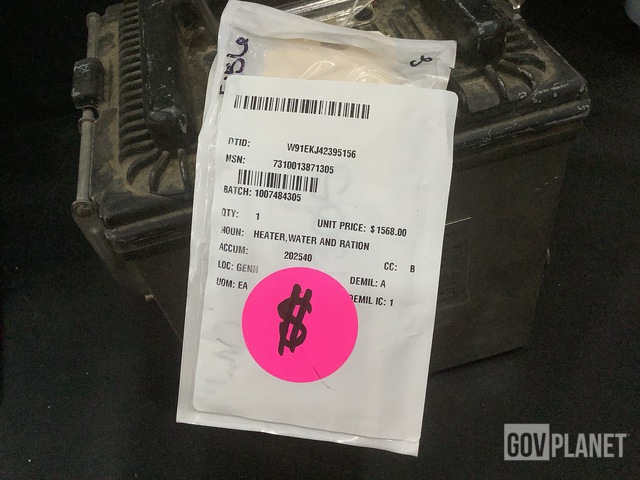 DTID: W91EKJ42395156
NSN: 7310013871305
BATCH: 1007484305
QTY: 1 UNIT PRICE: $1568.00
NOUN: HEATER,WATER AND RATION
ACCUM: 202540 CC: B
LOC: GENII DEMIL: A
UOM: EA DEMIL IC: 1
$
GOVPLANET